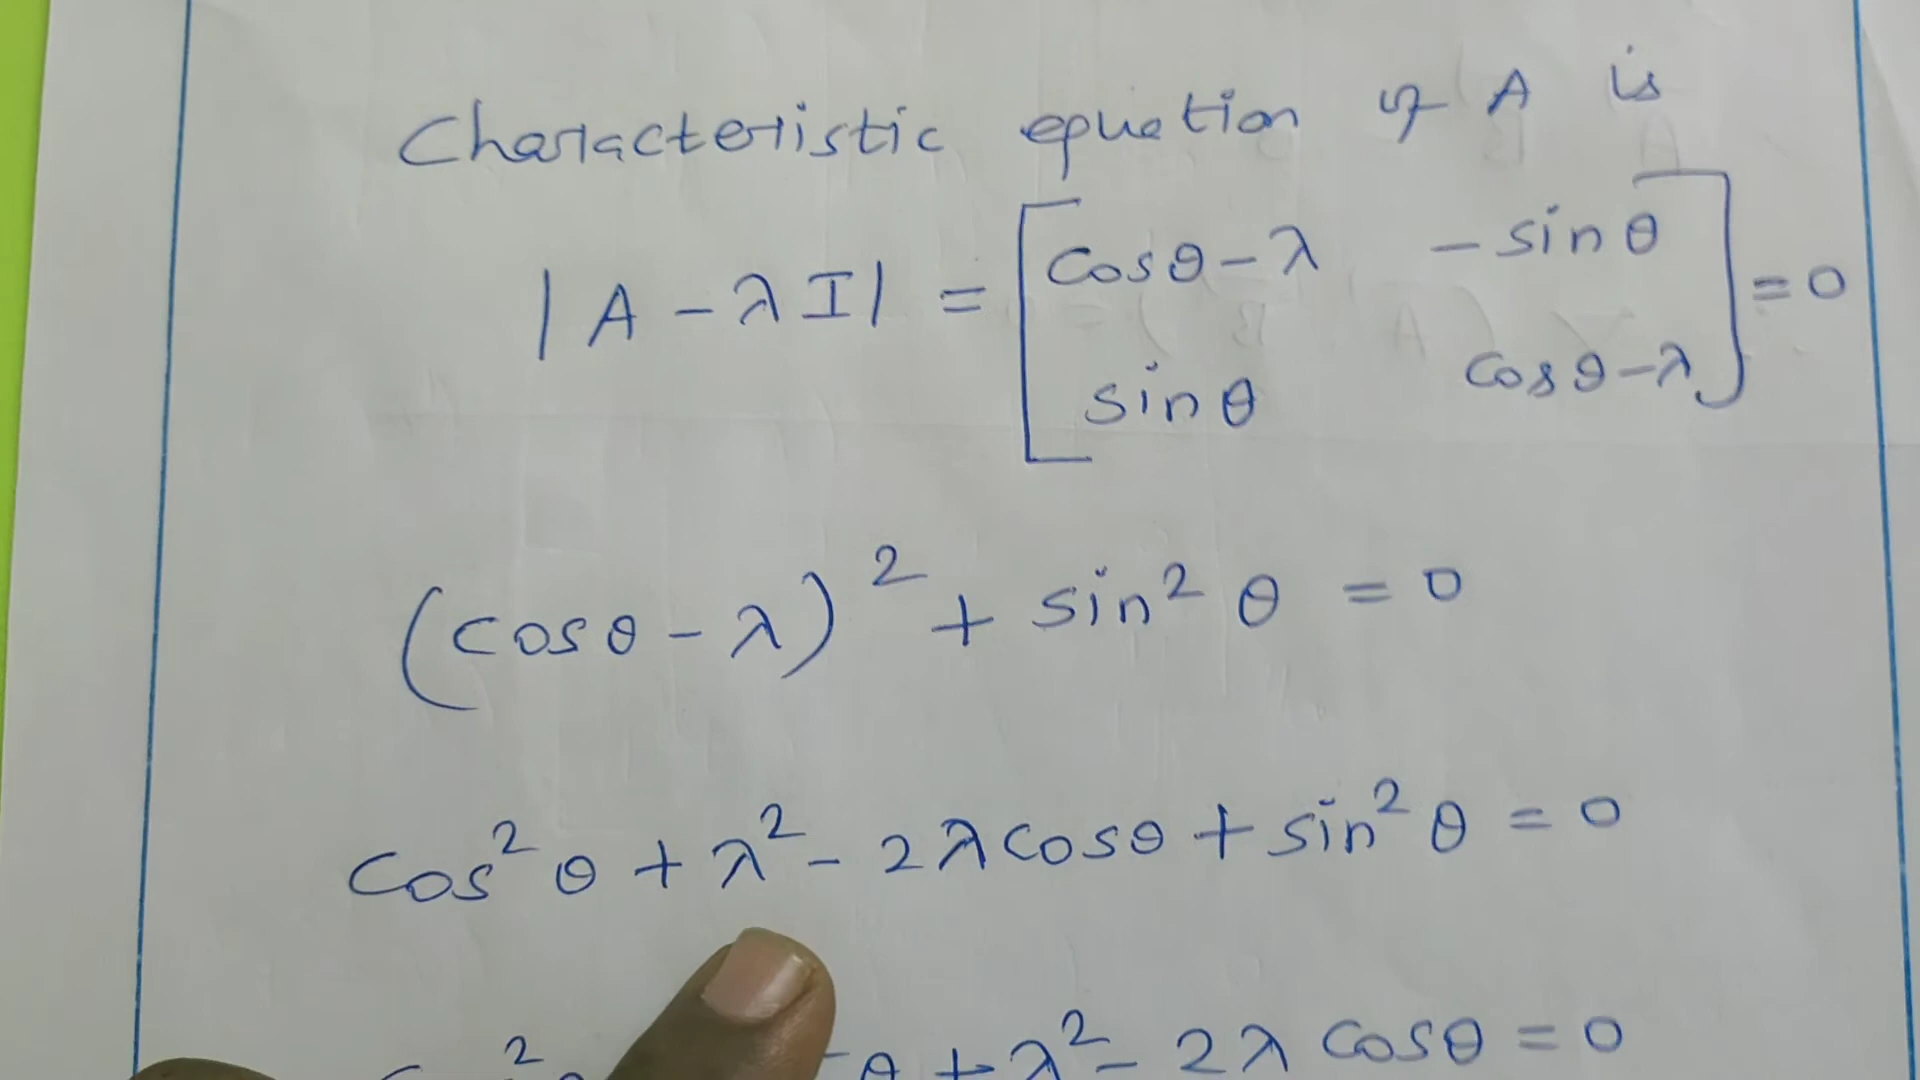 Characteristic equation of A is
|A - λI| = [cosθ-λ -sinθ
sinθ cosθ-λ] = 0
(cosθ - λ)² + sin²θ = 0
cos²θ + λ² - 2λcosθ + sin²θ = 0
θ + λ² - 2λ cosθ = 0